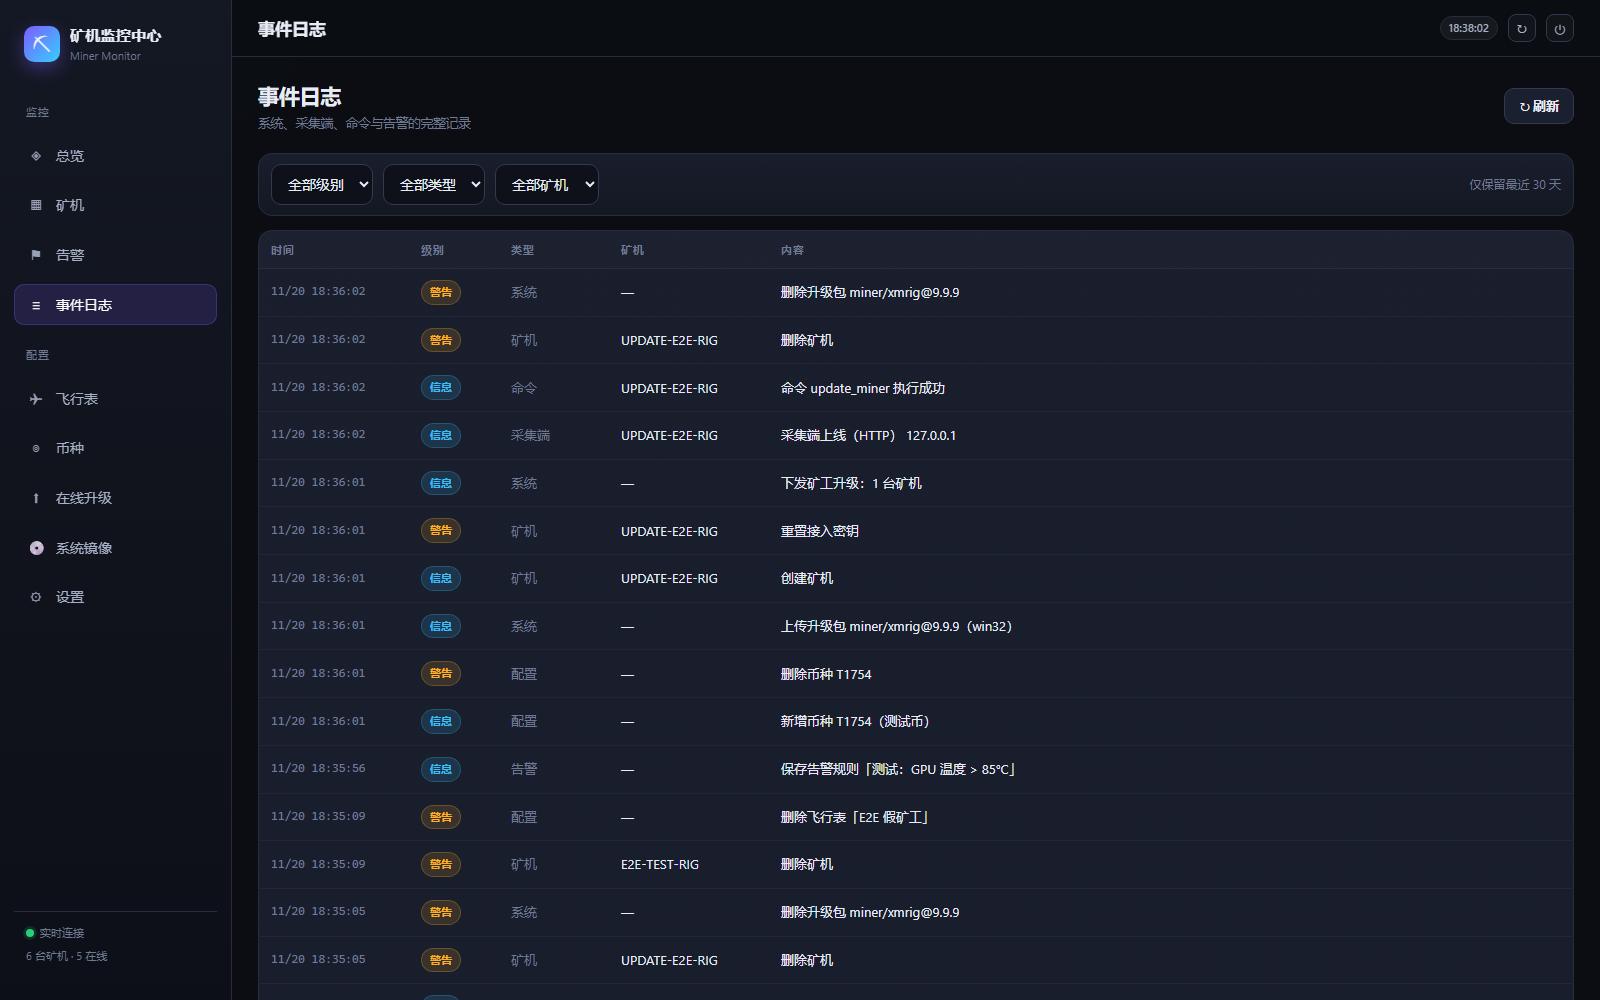 矿机监控中心
Miner Monitor
监控
总览
矿机
告警
事件日志
配置
飞行表
币种
在线升级
系统镜像
设置
实时连接
6 台矿机 · 5 在线
事件日志
18:38:02
事件日志
系统、采集端、命令与告警的完整记录
刷新
全部级别 全部类型 全部矿机 仅保留最近 30 天
时间 级别 类型 矿机 内容
11/20 18:36:02 警告 系统 — 删除升级包 miner/xmrig@9.9.9
11/20 18:36:02 警告 矿机 UPDATE-E2E-RIG 删除矿机
11/20 18:36:02 信息 命令 UPDATE-E2E-RIG 命令 update_miner 执行成功
11/20 18:36:02 信息 采集端 UPDATE-E2E-RIG 采集端上线（HTTP） 127.0.0.1
11/20 18:36:01 信息 系统 — 下发矿工升级：1 台矿机
11/20 18:36:01 警告 矿机 UPDATE-E2E-RIG 重置接入密钥
11/20 18:36:01 信息 矿机 UPDATE-E2E-RIG 创建矿机
11/20 18:36:01 信息 系统 — 上传升级包 miner/xmrig@9.9.9（win32）
11/20 18:36:01 警告 配置 — 删除币种 T1754
11/20 18:36:01 信息 配置 — 新增币种 T1754（测试币）
11/20 18:35:56 信息 告警 — 保存告警规则「测试：GPU 温度 > 85°C」
11/20 18:35:09 警告 配置 — 删除飞行表「E2E 假矿工」
11/20 18:35:09 警告 矿机 E2E-TEST-RIG 删除矿机
11/20 18:35:05 警告 系统 — 删除升级包 miner/xmrig@9.9.9
11/20 18:35:05 警告 矿机 UPDATE-E2E-RIG 删除矿机